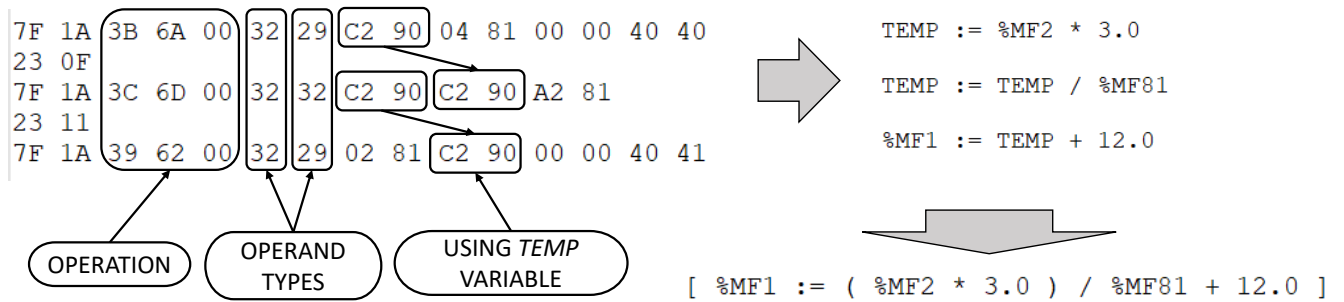 7F 1A 3B 6A 00 32 29 C2 90 04 81 00 00 40 40
23 0F
7F 1A 3C 6D 00 32 32 C2 90 C2 90 A2 81
23 11
7F 1A 39 62 00 32 29 02 81 C2 90 00 00 40 41
OPERATION
OPERAND
TYPES
USING TEMP
VARIABLE
TEMP := %MF2 * 3.0
TEMP := TEMP / %MF81
%MF1 := TEMP + 12.0
[ %MF1 := ( %MF2 * 3.0 ) / %MF81 + 12.0 ]